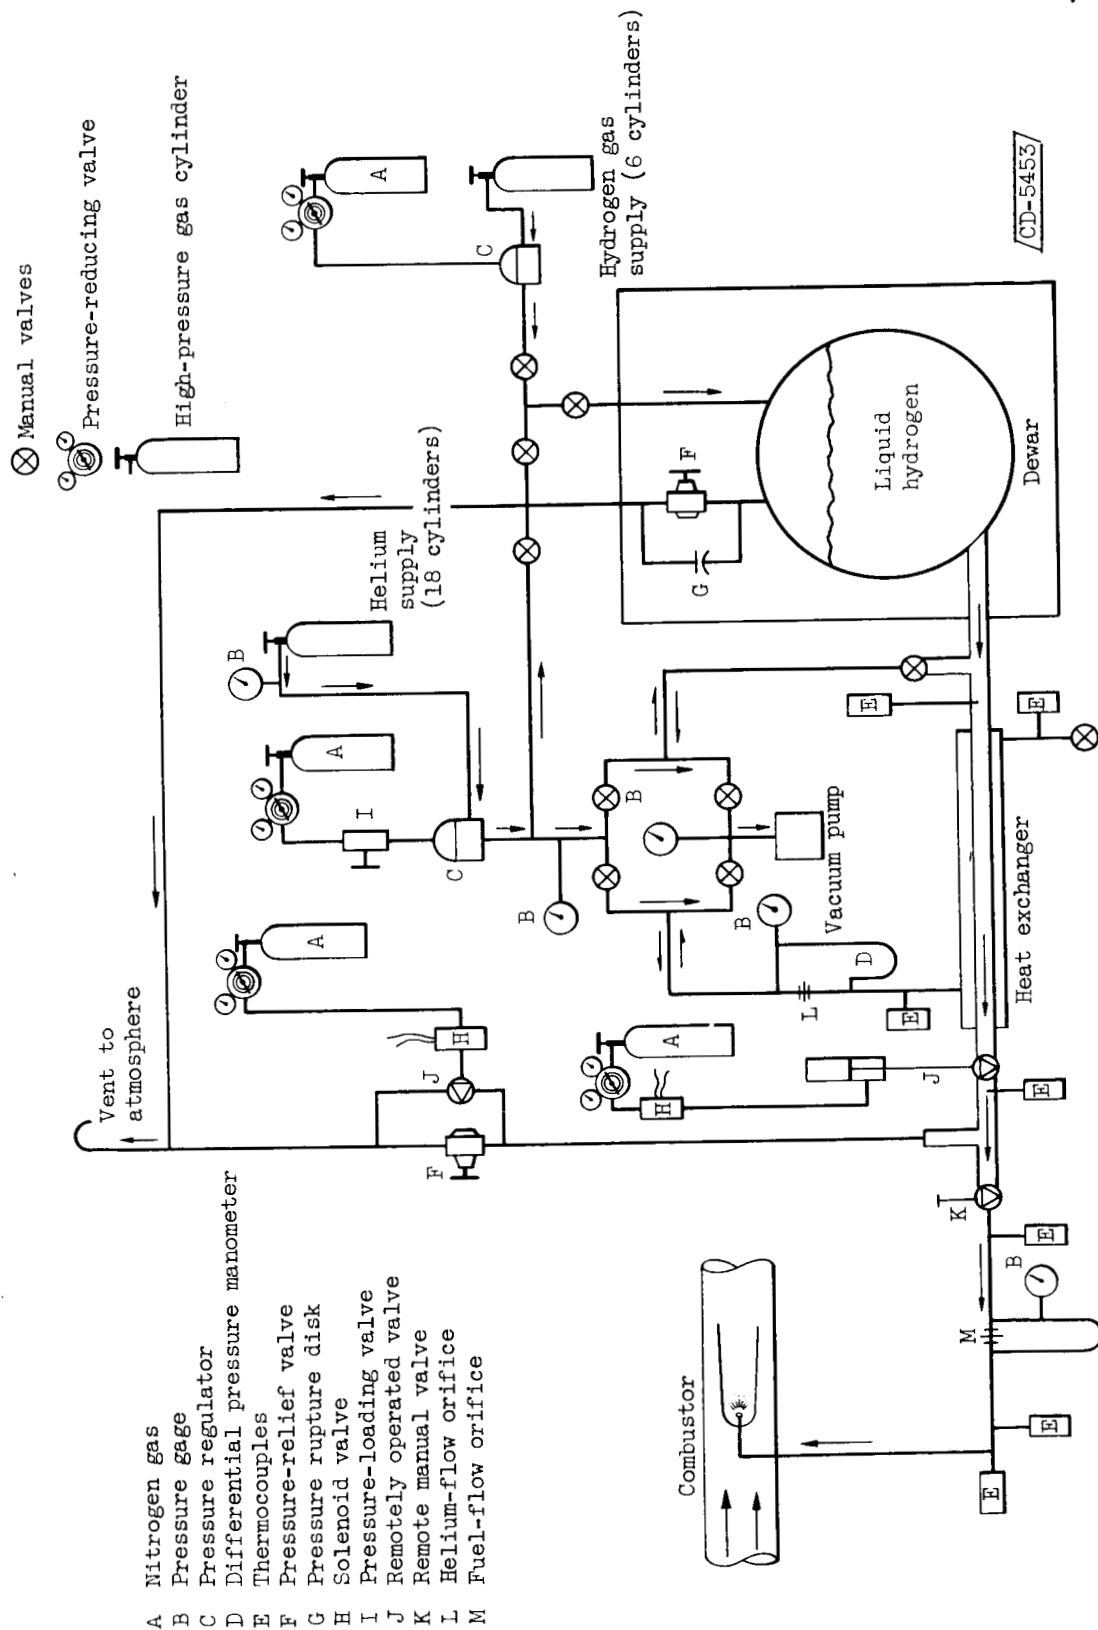 Manual valves
Pressure-reducing valve
High-pressure gas cylinder
Vent to
atmosphere
A Nitrogen gas
B Pressure gage
C Pressure regulator
D Differential pressure manometer
E Thermocouples
F Pressure-relief valve
G Pressure rupture disk
H Solenoid valve
I Pressure-loading valve
J Remotely operated valve
K Remote manual valve
L Helium-flow orifice
M Fuel-flow orifice
A
H
J
F
A
I
C
B
Helium
supply
(18 cylinders)
A
C
Hydrogen gas
supply (6 cylinders)
B
B
Vacuum pump
B
D
L
E
A
H
J
F
G
Liquid
hydrogen
Dewar
E
E
Heat exchanger
E
K
E
B
M
E
E
Combustor
CD-5453